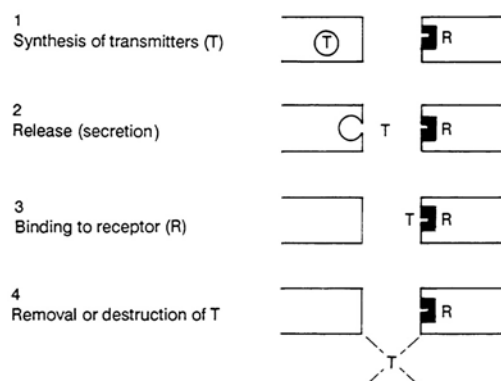 1
Synthesis of transmitters (T)
T
R
2
Release (secretion)
T
R
3
Binding to receptor (R)
T
R
4
Removal or destruction of T
R
T